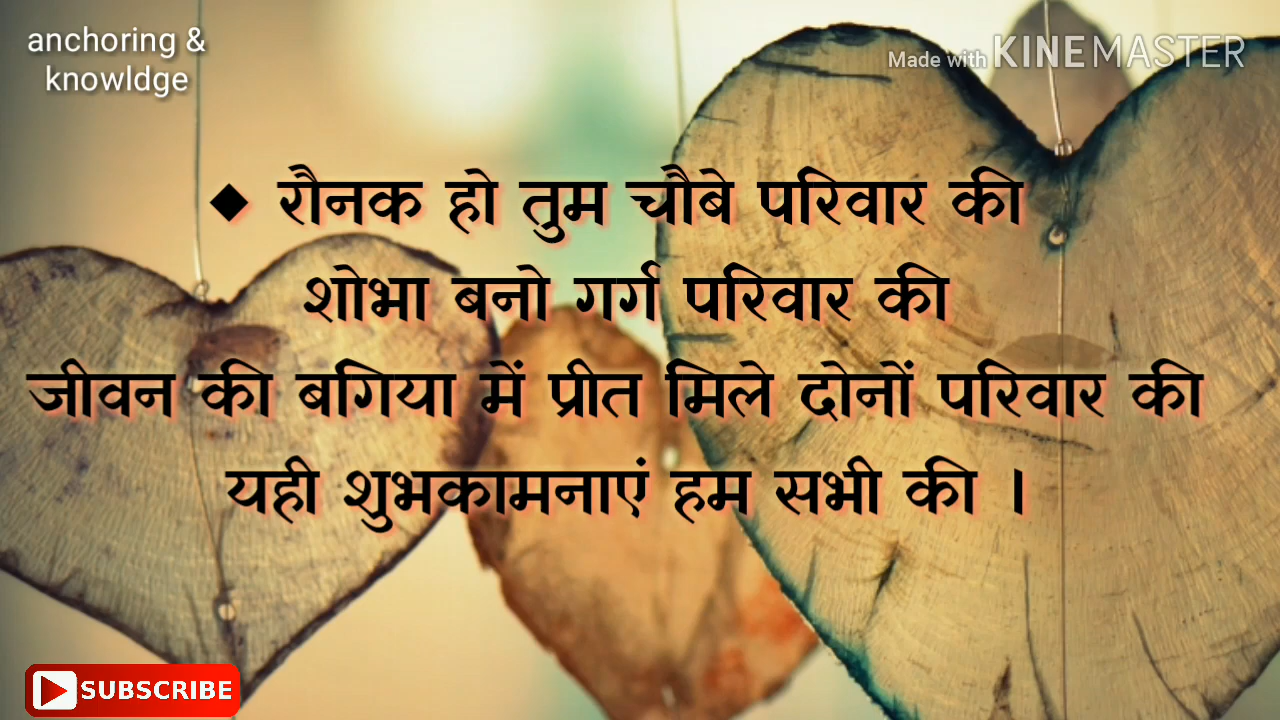 anchoring &
knowldge
Made with KINEMASTER
◆ रौनक हो तुम चौबे परिवार की
शोभा बनो गर्ग परिवार की
जीवन की बगिया में प्रीत मिले दोनों परिवार की
यही शुभकामनाएं हम सभी की ।
SUBSCRIBE